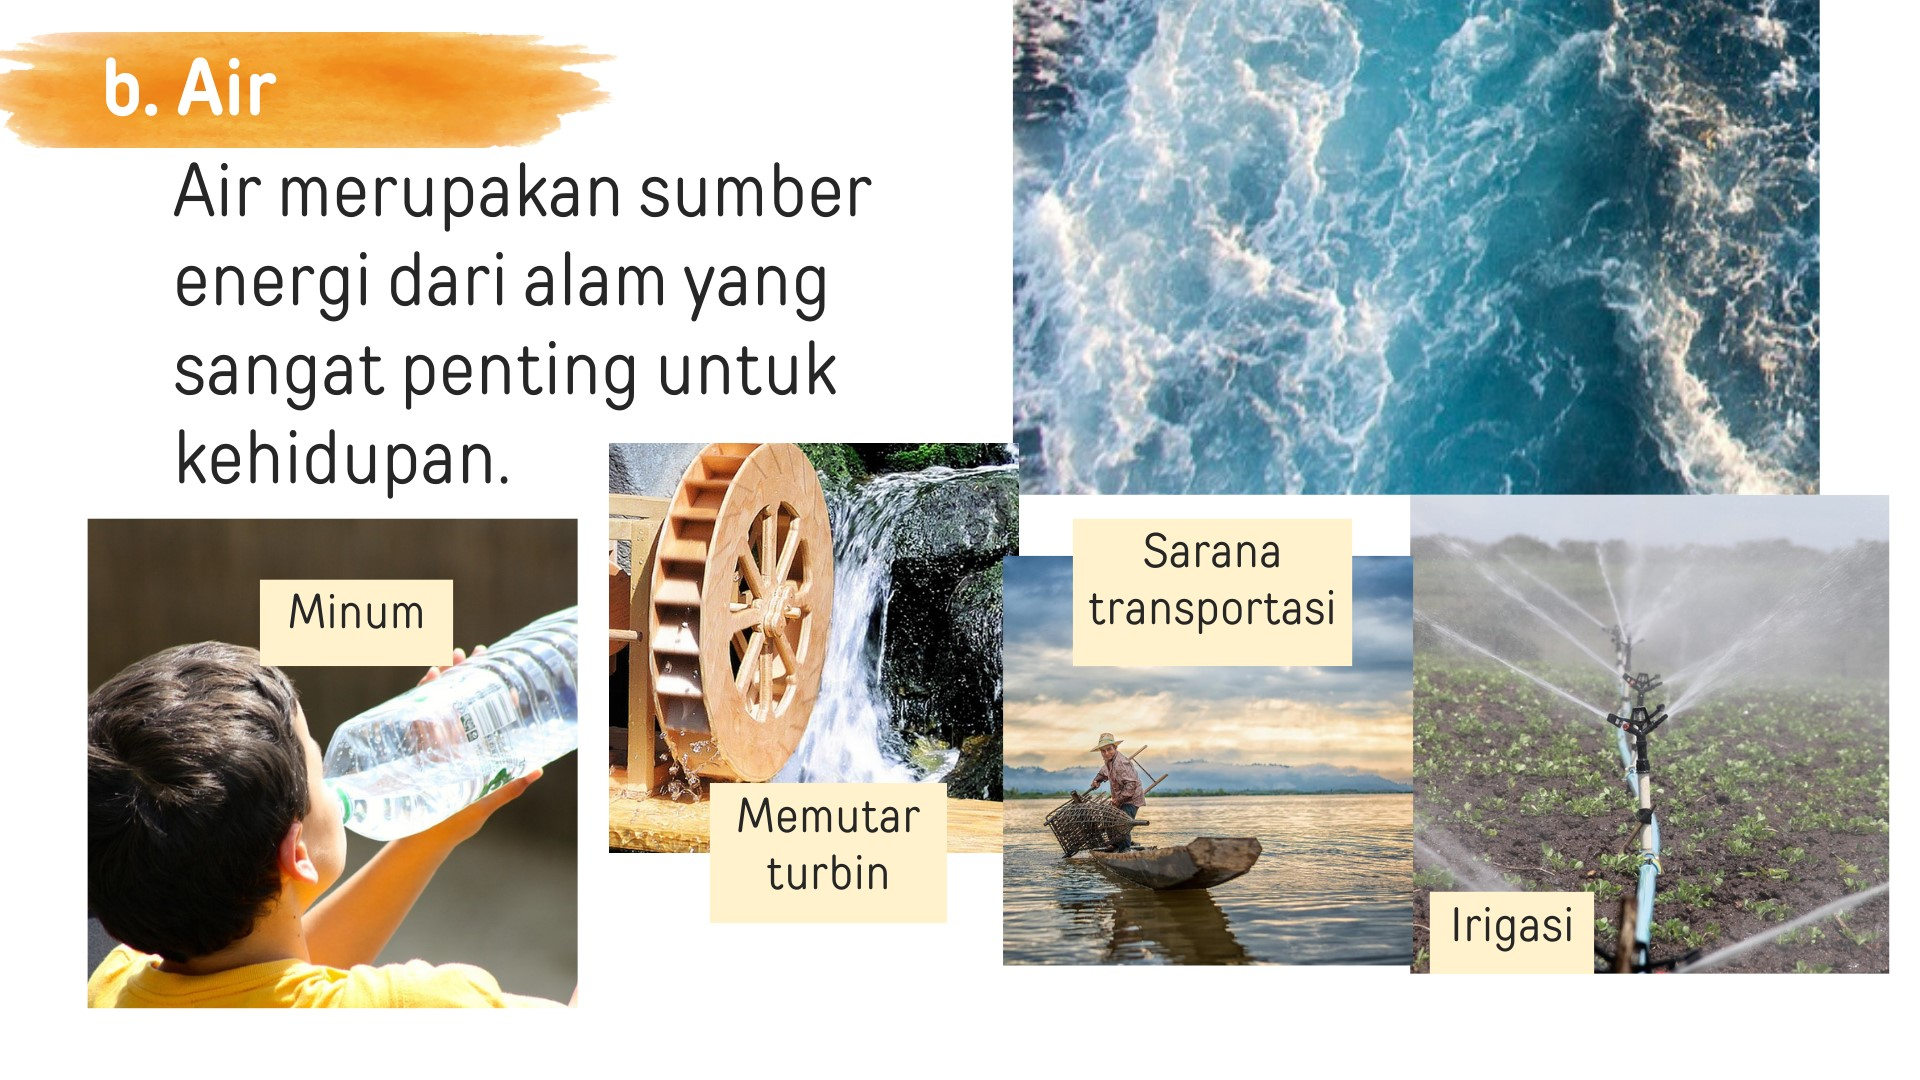 b. Air
Air merupakan sumber
energi dari alam yang
sangat penting untuk
kehidupan.
Minum
Memutar
turbin
Sarana
transportasi
Irigasi